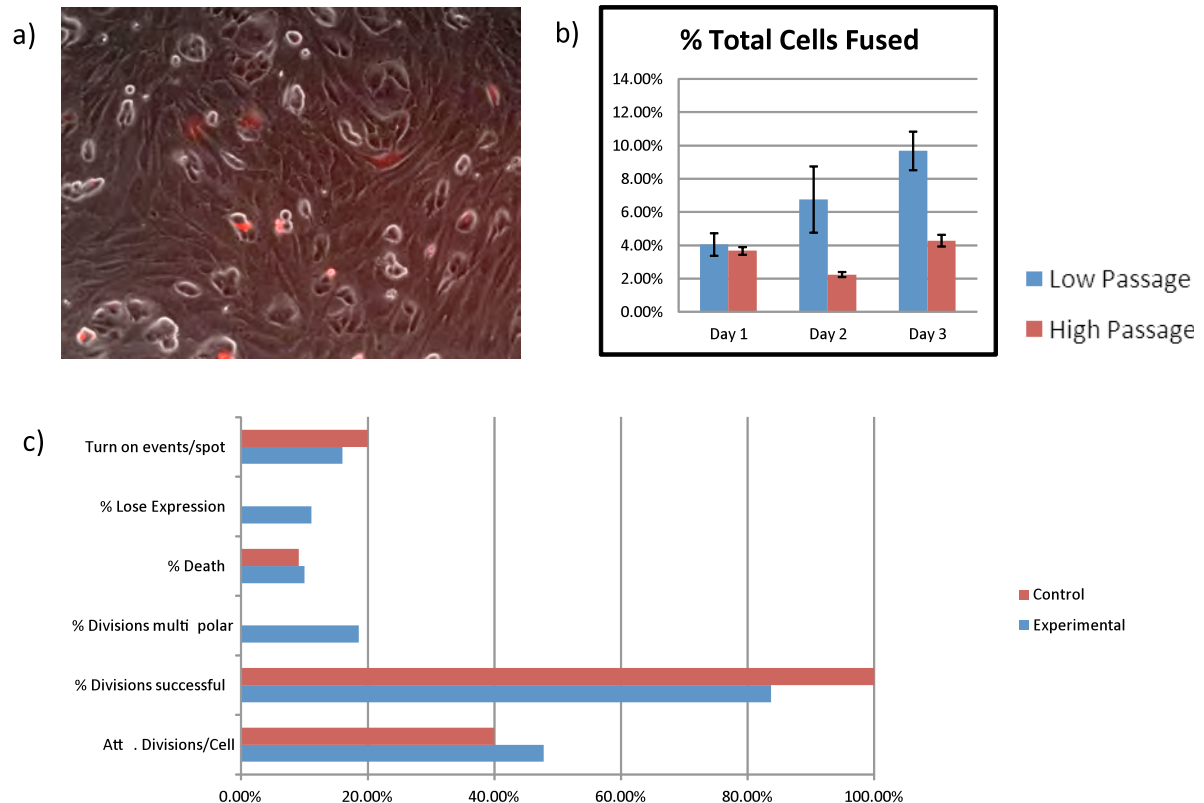 a)
b)
% Total Cells Fused
14.00%
12.00%
10.00%
8.00%
6.00%
4.00%
2.00%
0.00%
Day 1 Day 2 Day 3
Low Passage
High Passage
c)
Turn on events/spot
% Lose Expression
% Death
% Divisions multi polar
% Divisions successful
Att . Divisions/Cell
0.00% 20.00% 40.00% 60.00% 80.00% 100.00%
Control
Experimental